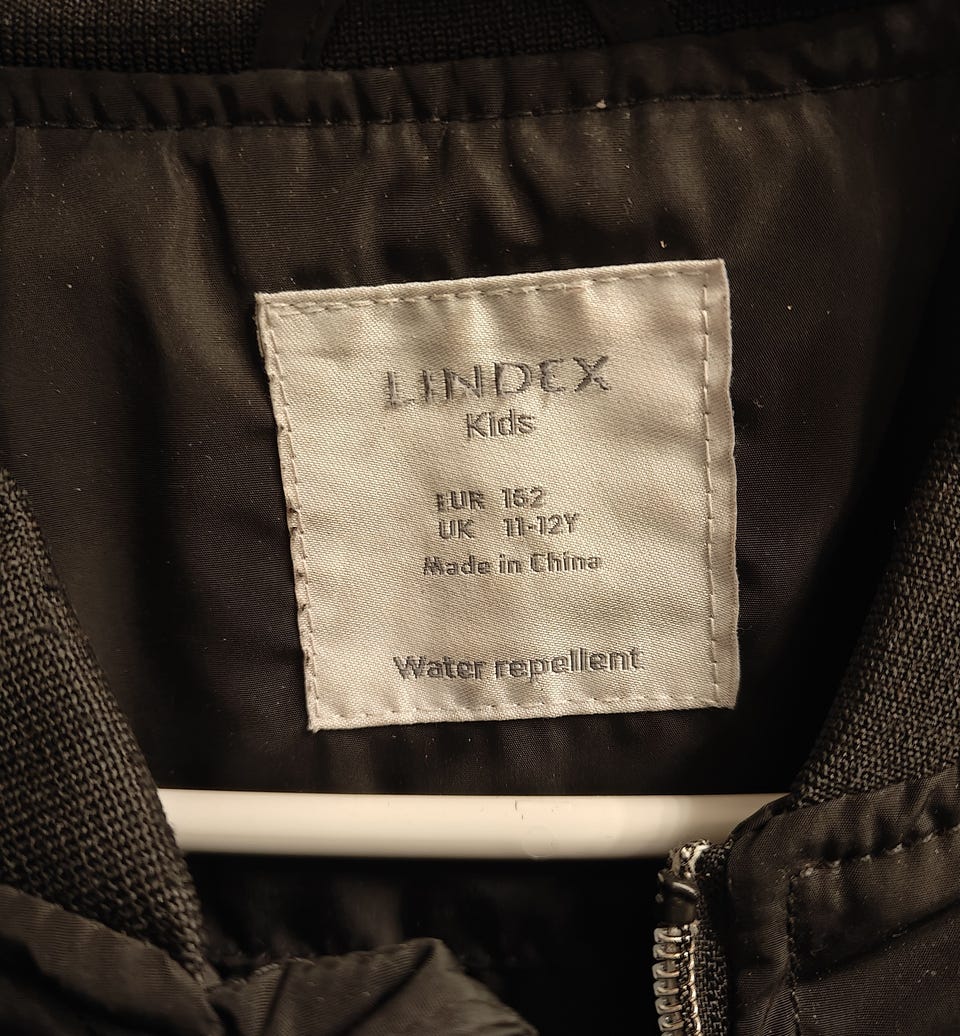 LINDEX
Kids
EUR 152
UK 11-12Y
Made in China
Water repellent